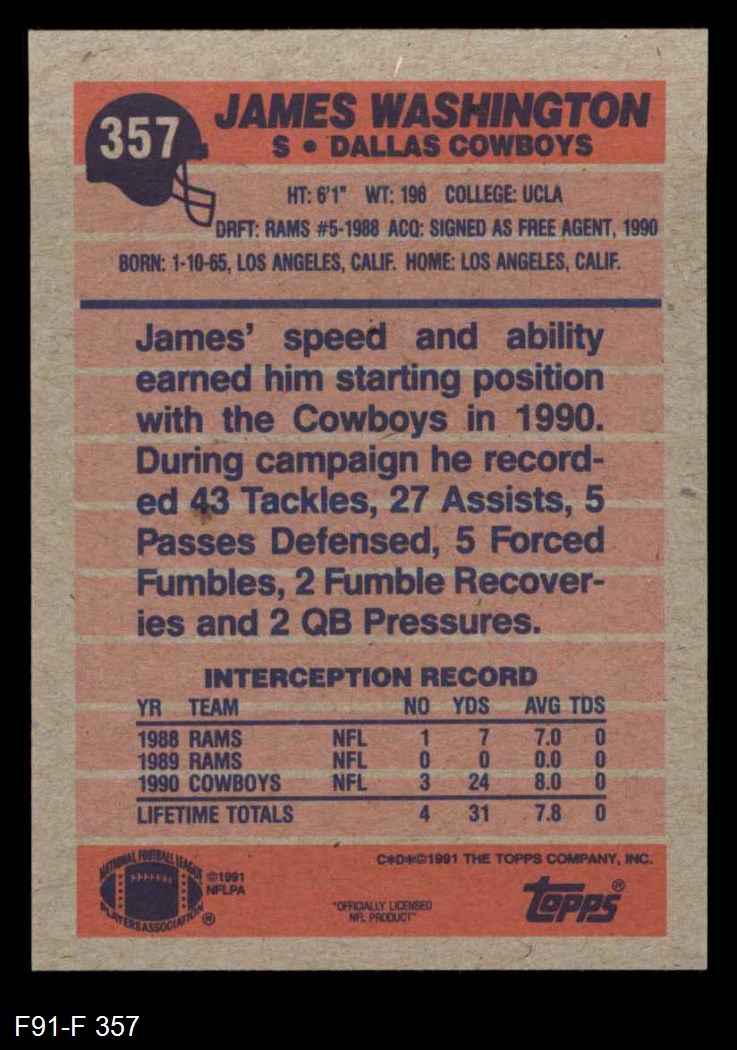 357
JAMES WASHINGTON
S • DALLAS COWBOYS
HT: 6'1" WT: 196 COLLEGE: UCLA
DRFT: RAMS #5-1988 ACQ: SIGNED AS FREE AGENT, 1990
BORN: 1-10-65, LOS ANGELES, CALIF. HOME: LOS ANGELES, CALIF.
James' speed and ability
earned him starting position
with the Cowboys in 1990.
During campaign he record-
ed 43 Tackles, 27 Assists, 5
Passes Defensed, 5 Forced
Fumbles, 2 Fumble Recover-
ies and 2 QB Pressures.
INTERCEPTION RECORD
YR TEAM NO YDS AVG TDS
1988 RAMS NFL 1 7 7.0 0
1989 RAMS NFL 0 0 0.0 0
1990 COWBOYS NFL 3 24 8.0 0
LIFETIME TOTALS 4 31 7.8 0
C*D*©1991 THE TOPPS COMPANY, INC.
NATIONAL FOOTBALL LEAGUE
PLAYERS ASSOCIATION ®
©1991
NFLPA
"OFFICIALLY LICENSED
NFL PRODUCT"
topps®
F91-F 357